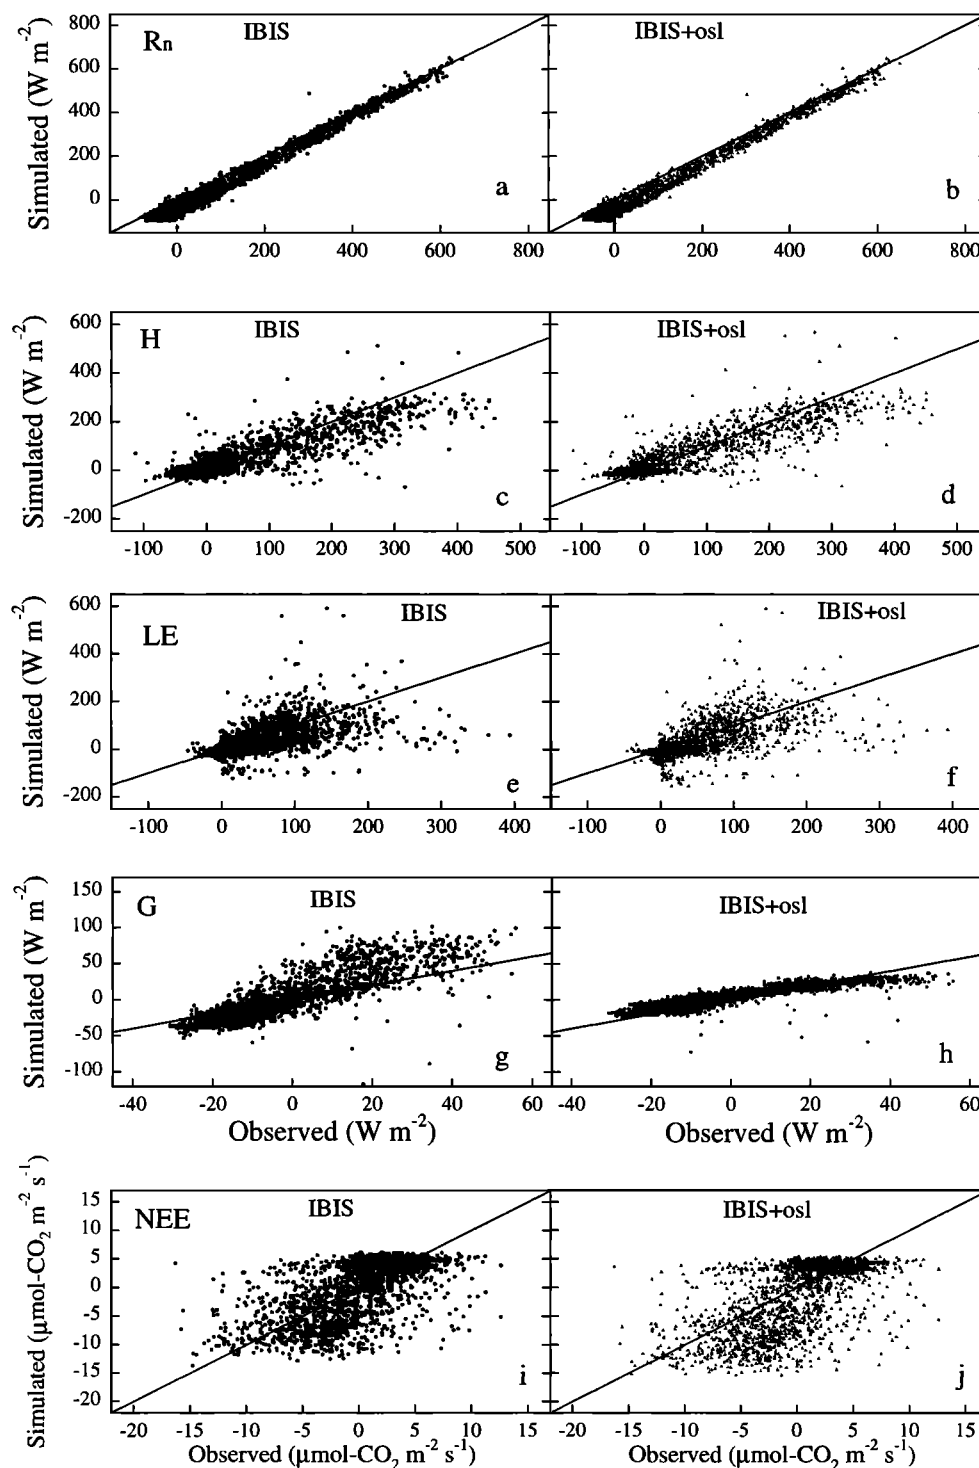 Rn IBIS IBIS+osl
Simulated (W m⁻²)
800
600
400
200
0
a b
0 200 400 600 800 0 200 400 600 800
H IBIS IBIS+osl
Simulated (W m⁻²)
600
400
200
0
-200
c d
-100 0 100 200 300 400 500 -100 0 100 200 300 400 500
LE IBIS IBIS+osl
Simulated (W m⁻²)
600
400
200
0
-200
e f
-100 0 100 200 300 400 -100 0 100 200 300 400
G IBIS IBIS+osl
Simulated (W m⁻²)
150
100
50
0
-50
-100
g h
-40 -20 0 20 40 60 -40 -20 0 20 40 60
Observed (W m⁻²) Observed (W m⁻²)
NEE IBIS IBIS+osl
Simulated (µmol-CO₂ m⁻² s⁻¹)
15
10
5
0
-5
-10
-15
-20
i j
-20 -15 -10 -5 0 5 10 15 -20 -15 -10 -5 0 5 10 15
Observed (µmol-CO₂ m⁻² s⁻¹) Observed (µmol-CO₂ m⁻² s⁻¹)